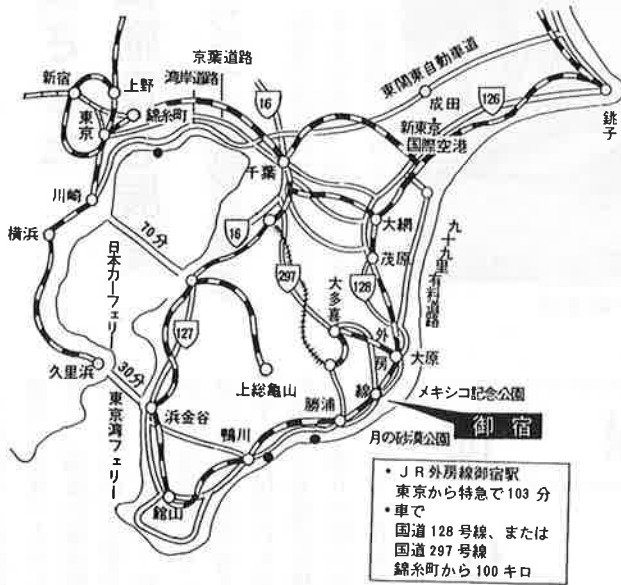 京葉道路
湾岸道路
新宿
上野
東京
錦糸町
16
東関東自動車道
成田
126
新東京
国際空港
銚子
千葉
川崎
横浜
70分
日本カーフェリー
16
大網
茂原
九十九里有料道路
297
128
大多喜
外房線
大原
127
久里浜
30分
東京湾フェリー
上総亀山
浜金谷
勝浦
鴨川
館山
メキシコ記念公園
御宿
月の砂漠公園
・JR外房線御宿駅
東京から特急で103分
・車で
国道128号線、または
国道297号線
錦糸町から100キロ